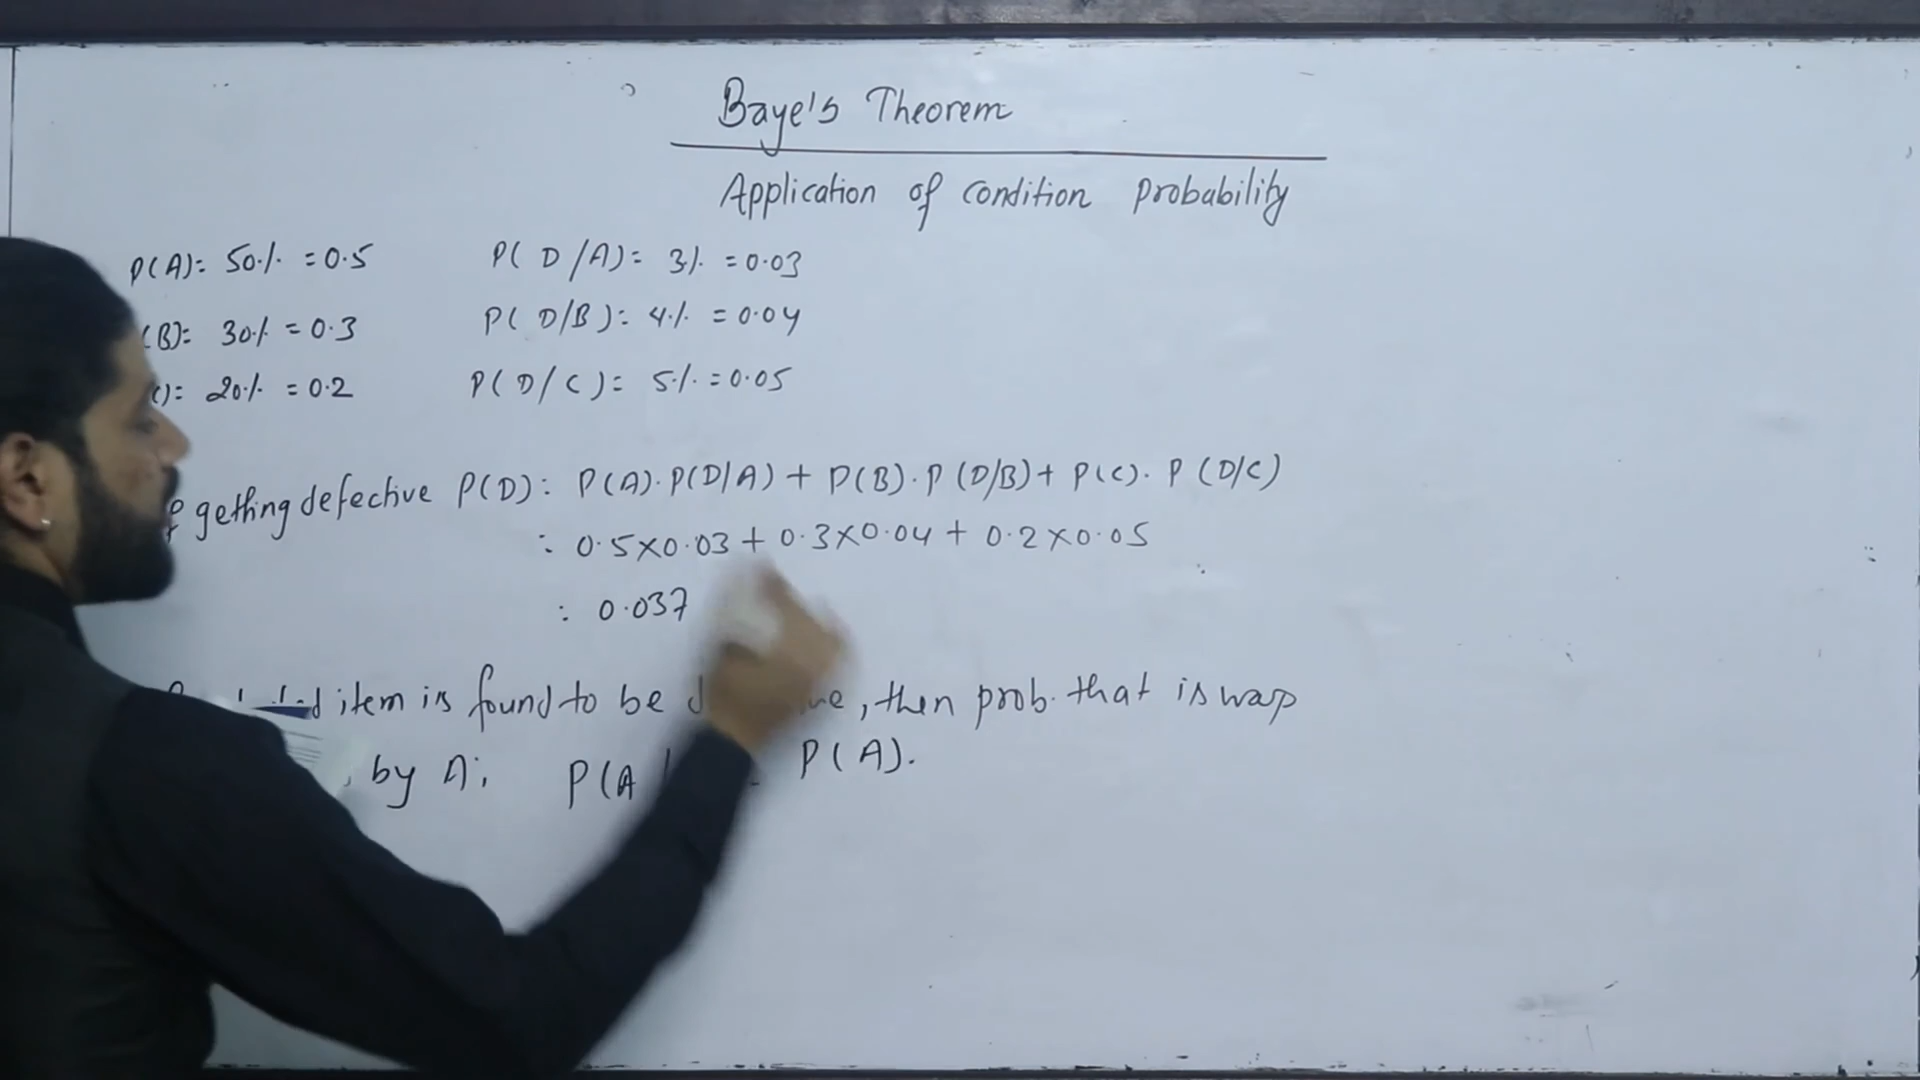 Baye's Theorem
Application of condition probability
P(A): 50% = 0.5 P( D /A): 3% = 0.03
(B): 30% = 0.3 P( D/B): 4% = 0.04
): 20% = 0.2 P( D/C ): 5% = 0.05
getting defective P(D): P(A). P(D/A) + P(B). P (D/B) + P(C). P (D/C)
: 0.5×0.03 + 0.3×0.04 + 0.2×0.05
: 0.037
item is found to be , then prob. that is was
by A: P(A P(A).